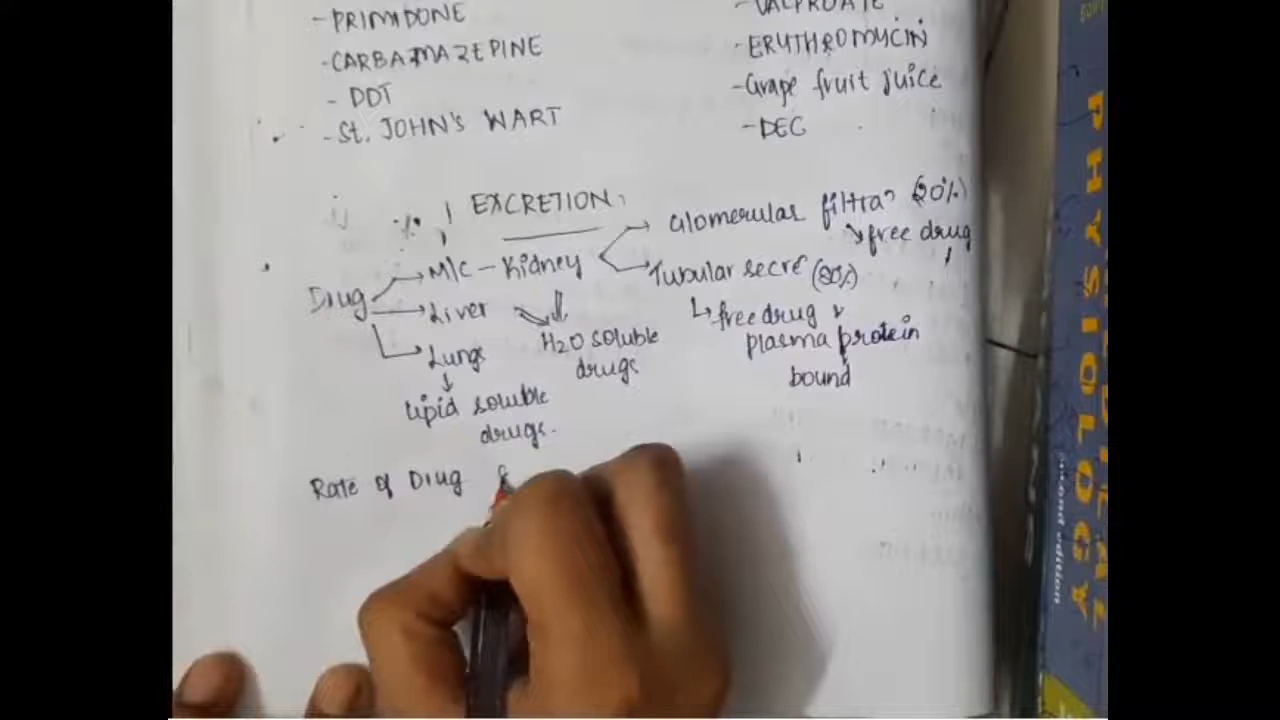 - PRIMIDONE
- CARBAMAZEPINE
- DDT
- St. JOHN'S WART
- VALPROATE
- ERYTHROMYCIN
- Grape fruit juice
- DEC
EXCRETION
Drug
M/C - Kidney
Liver
Lungs
Lipid soluble
drugs.
H2O soluble
drugs
Glomerular filtraⁿ (20%)
free drug
Tubular secre (80%)
free drug &
plasma protein
bound
Rate of Drug
PHYSIOLOGY